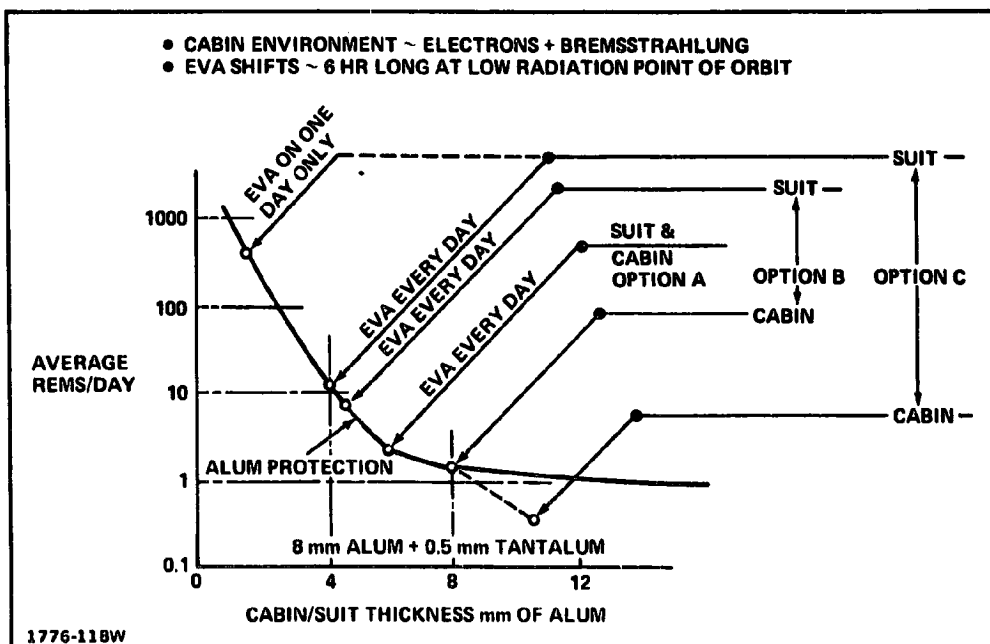 ● CABIN ENVIRONMENT ~ ELECTRONS + BREMSSTRAHLUNG
● EVA SHIFTS ~ 6 HR LONG AT LOW RADIATION POINT OF ORBIT
EVA ON ONE
DAY ONLY
EVA EVERY DAY
EVA EVERY DAY
EVA EVERY DAY
SUIT
SUIT
SUIT &
CABIN
OPTION A
OPTION B
OPTION C
CABIN
CABIN
1000
100
10
1
0.1
AVERAGE
REMS/DAY
ALUM PROTECTION
8 mm ALUM + 0.5 mm TANTALUM
0
4
8
12
CABIN/SUIT THICKNESS mm OF ALUM
1776-118W